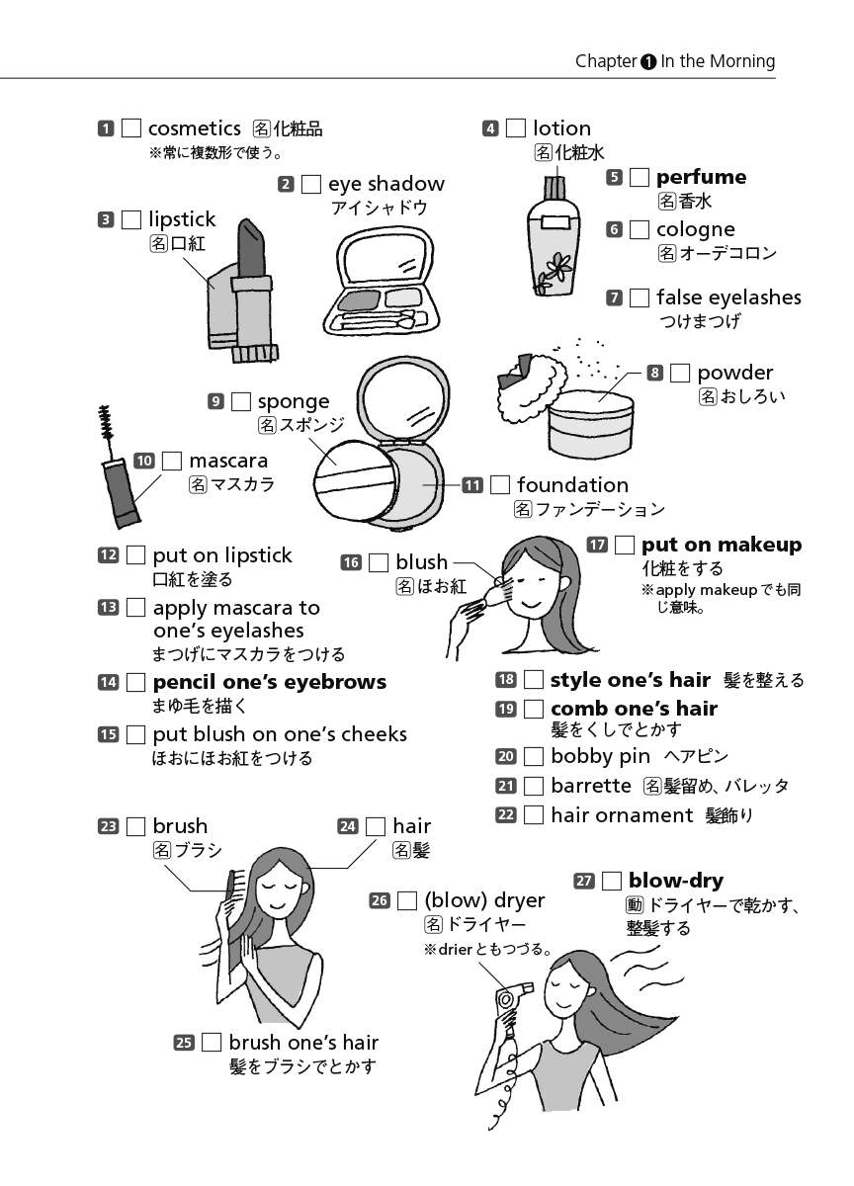 Chapter ❶ In the Morning
1 □ cosmetics 名 化粧品
※常に複数形で使う。
2 □ eye shadow
アイシャドウ
3 □ lipstick
名 口紅
4 □ lotion
名 化粧水
5 □ perfume
名 香水
6 □ cologne
名 オーデコロン
7 □ false eyelashes
つけまつげ
8 □ powder
名 おしろい
9 □ sponge
名 スポンジ
10 □ mascara
名 マスカラ
11 □ foundation
名 ファンデーション
12 □ put on lipstick
口紅を塗る
13 □ apply mascara to
one’s eyelashes
まつげにマスカラをつける
14 □ pencil one’s eyebrows
まゆ毛を描く
15 □ put blush on one’s cheeks
ほおにほお紅をつける
16 □ blush
名 ほお紅
17 □ put on makeup
化粧をする
※apply makeup でも同
じ意味。
18 □ style one’s hair 髪を整える
19 □ comb one’s hair
髪をくしでとかす
20 □ bobby pin ヘアピン
21 □ barrette 名 髪留め、バレッタ
22 □ hair ornament 髪飾り
23 □ brush
名 ブラシ
24 □ hair
名 髪
25 □ brush one’s hair
髪をブラシでとかす
26 □ (blow) dryer
名 ドライヤー
※drierともつづる。
27 □ blow-dry
動 ドライヤーで乾かす、
整髪する